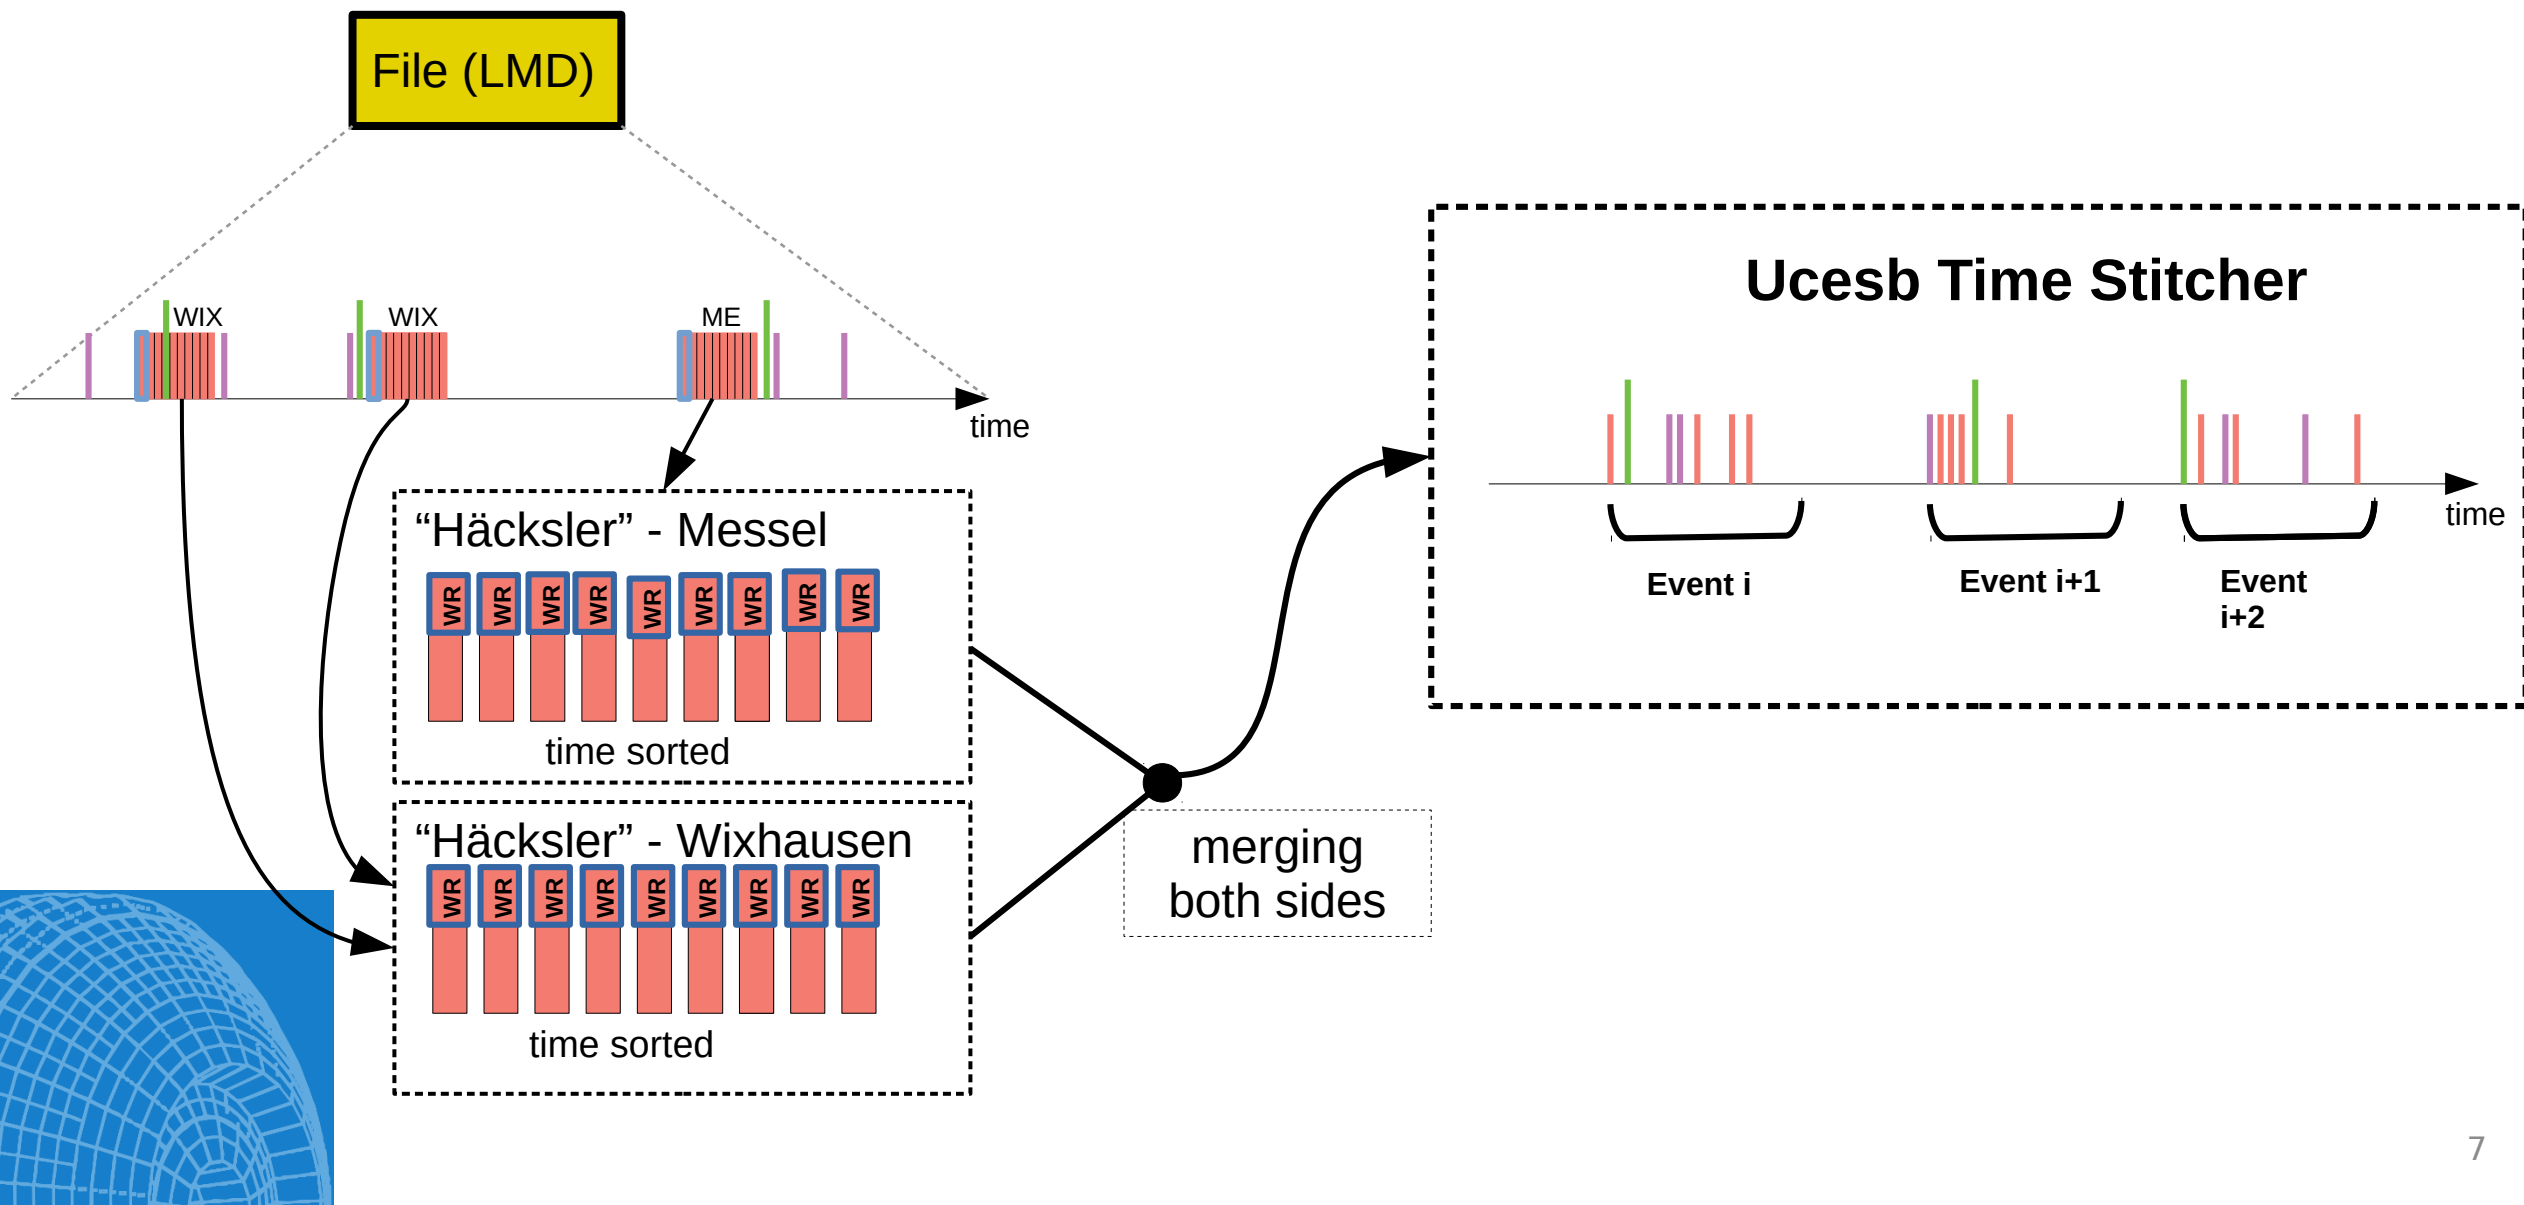 File (LMD)
WIX
WIX
ME
time
“Häcksler” - Messel
WR WR WR WR WR WR WR WR WR
time sorted
“Häcksler” - Wixhausen
WR WR WR WR WR WR WR WR WR
time sorted
merging
both sides
Ucesb Time Stitcher
time
Event i
Event i+1
Event
i+2
7